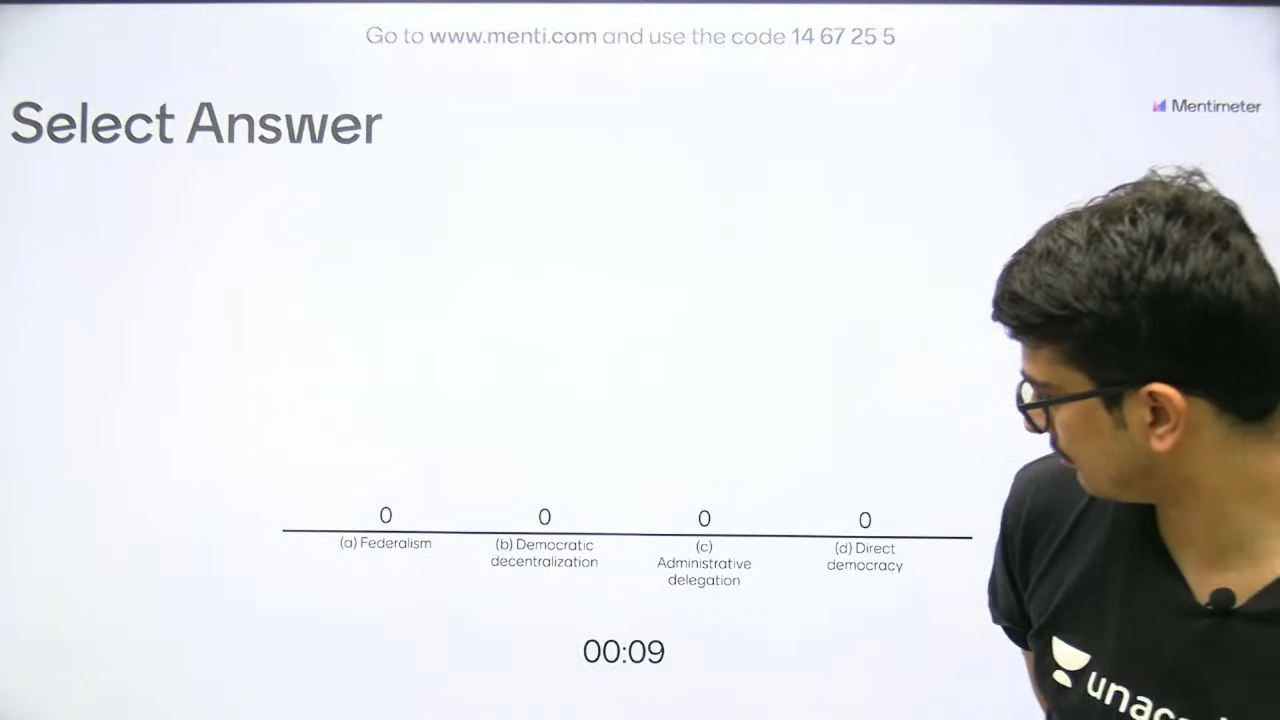 Go to www.menti.com and use the code 14 67 25 5
Select Answer
Mentimeter
0
0
0
0
(a) Federalism
(b) Democratic
decentralization
(c)
Administrative
delegation
(d) Direct
democracy
00:09